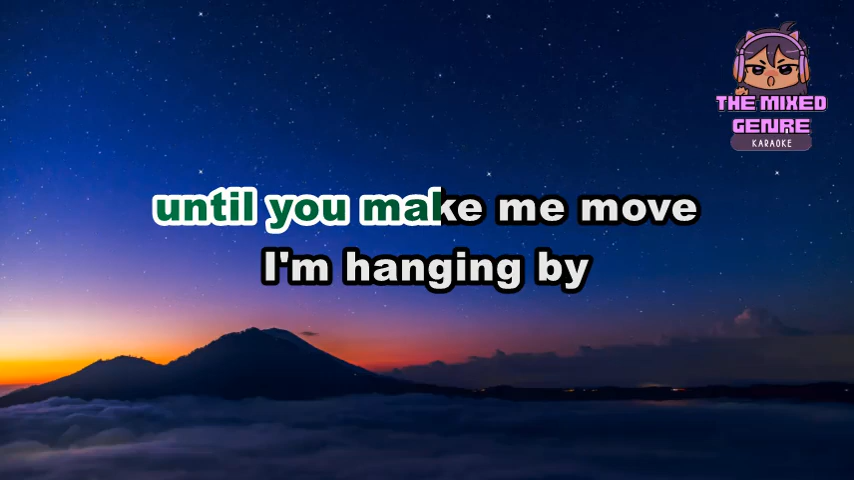 THE MIXED
GENRE
KARAOKE
until you make me move
I'm hanging by